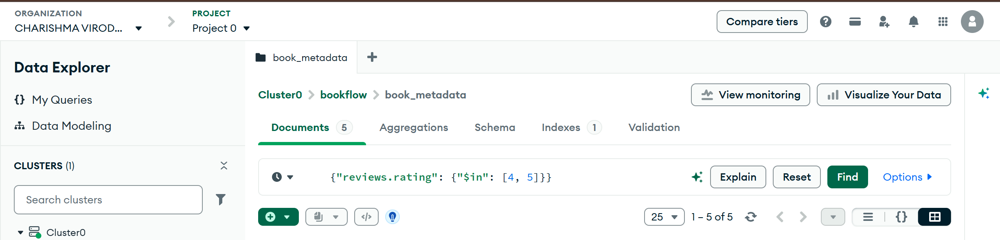 ORGANIZATION
CHARISHMA VIROD...
PROJECT
Project 0
Compare tiers
Data Explorer
My Queries
Data Modeling
CLUSTERS (1)
Search clusters
Cluster0
book_metadata
Cluster0 > bookflow > book_metadata
View monitoring
Visualize Your Data
Documents 5
Aggregations
Schema
Indexes 1
Validation
{"reviews.rating": {"$in": [4, 5]}}
Explain
Reset
Find
Options
25
1 – 5 of 5